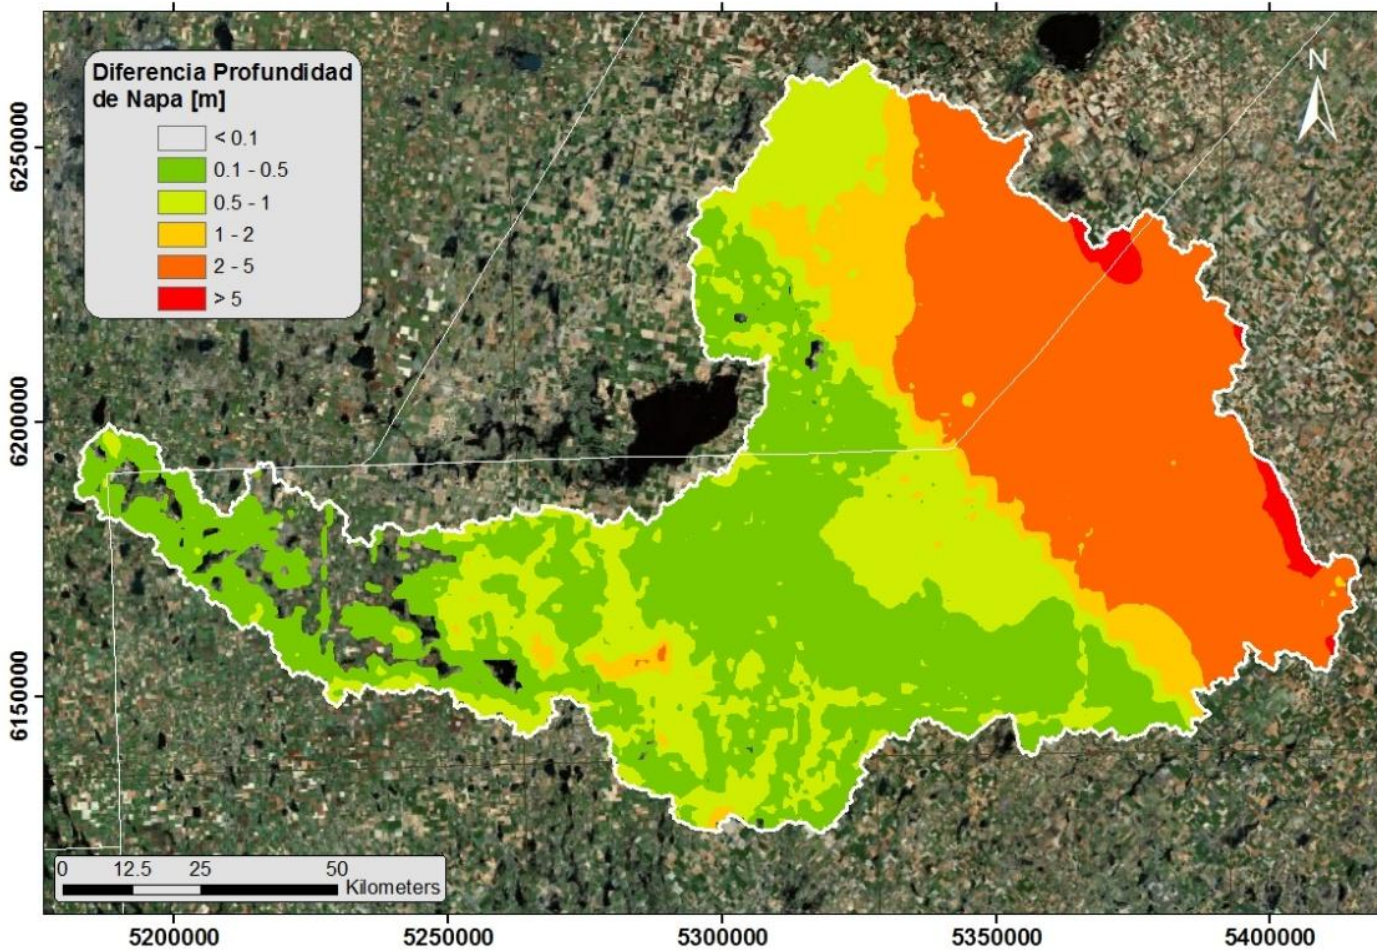 Diferencia Profundidad
de Napa [m]
< 0.1
0.1 - 0.5
0.5 - 1
1 - 2
2 - 5
> 5
N
6250000
6200000
6150000
0 12.5 25 50
Kilometers
5200000 5250000 5300000 5350000 5400000